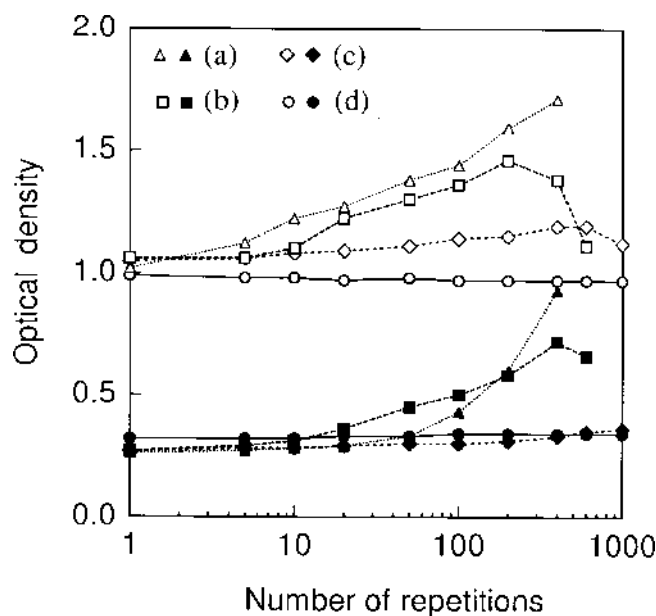 2.0
△ ▲ (a) ◇ ◆ (c)
□ ■ (b) ○ ● (d)
1.5
1.0
0.5
0.0
Optical density
1 10 100 1000
Number of repetitions